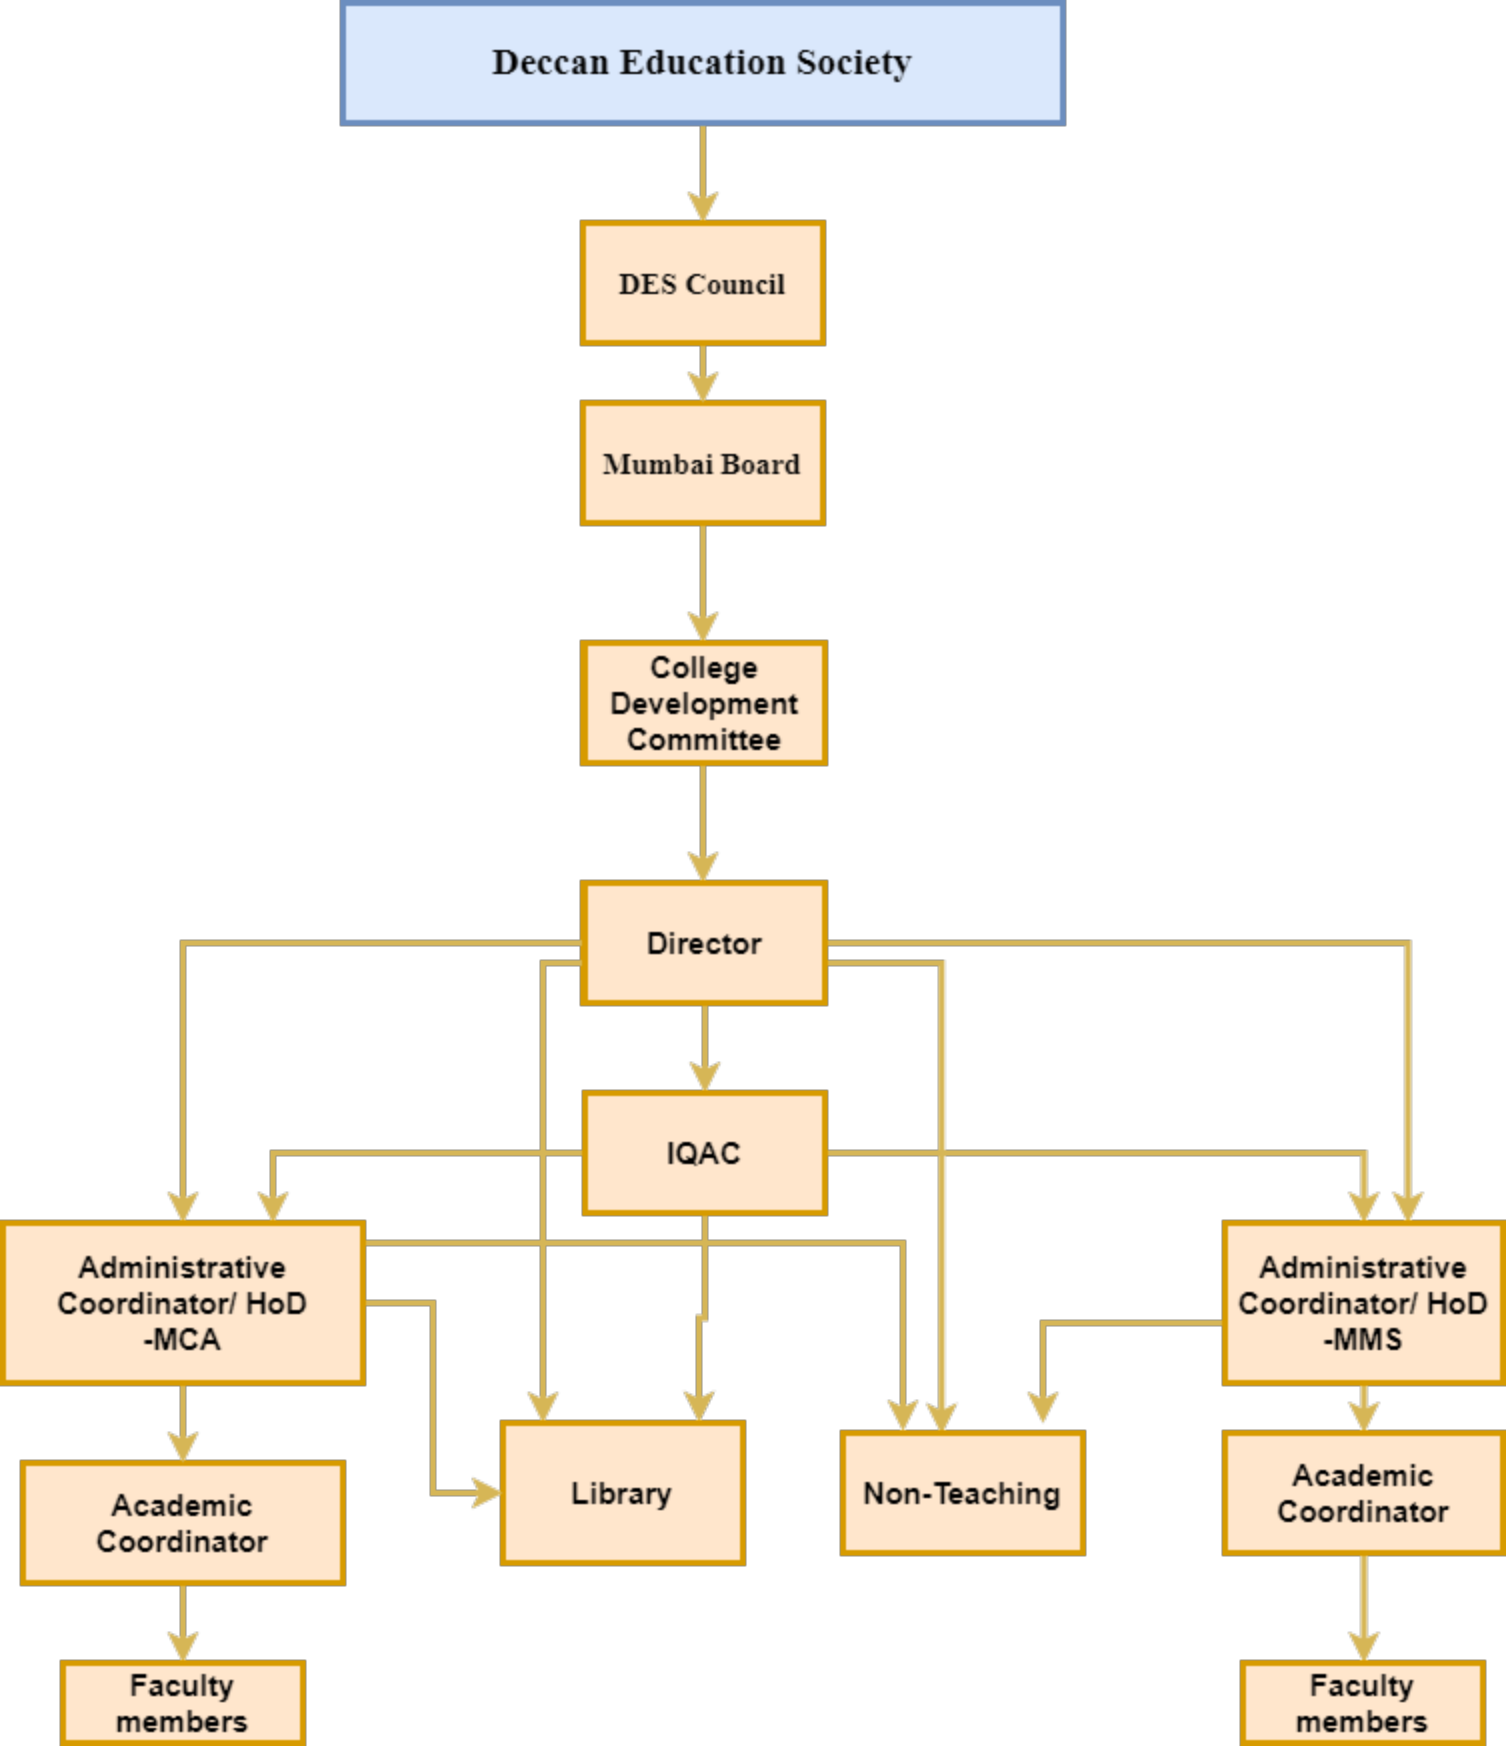 Deccan Education Society
DES Council
Mumbai Board
College
Development
Committee
Director
IQAC
Administrative
Coordinator/ HoD
-MCA
Administrative
Coordinator/ HoD
-MMS
Academic
Coordinator
Library
Non-Teaching
Academic
Coordinator
Faculty
members
Faculty
members